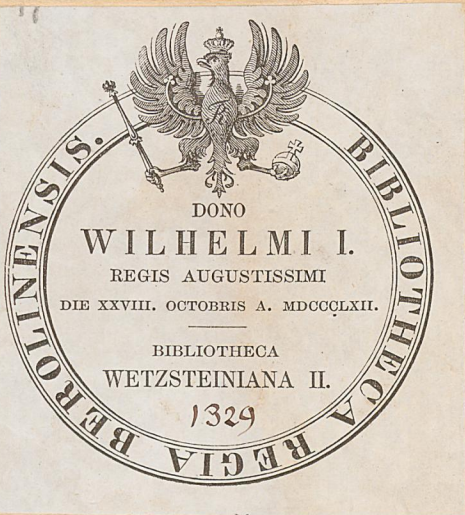 BIBLIOTHECA REGIA BEROLINENSIS.
DONO
WILHELMI I.
REGIS AUGUSTISSIMI
DIE XXVIII. OCTOBRIS A. MDCCCLXII.
BIBLIOTHECA
WETZSTEINIANA II.
1329